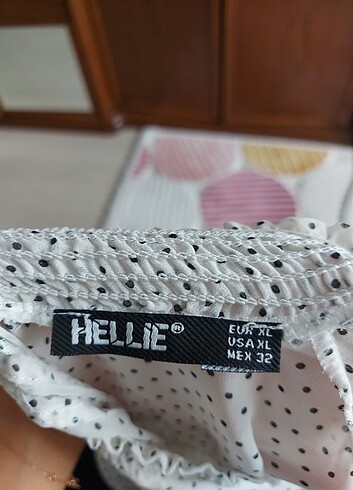 HELLIE®
EUR XL
USA XL
MEX 32